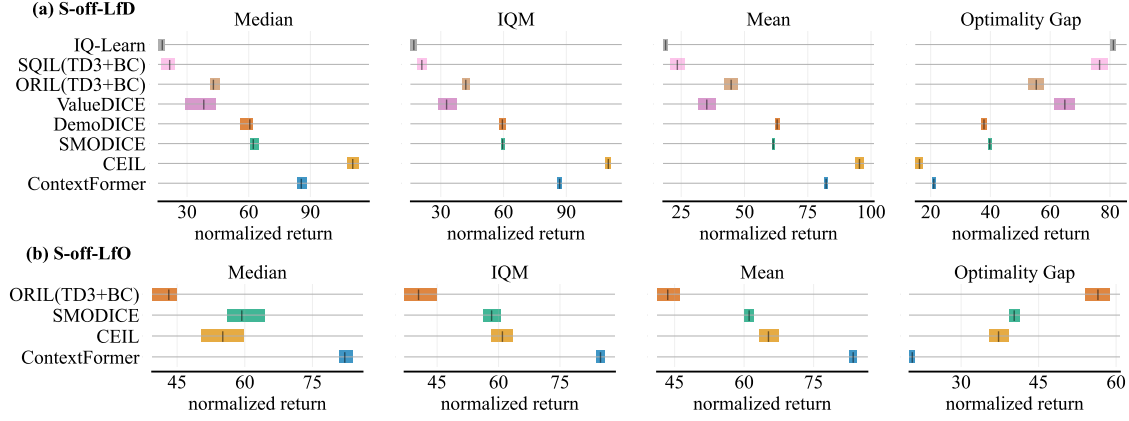 (a) S-off-LfD
Median IQM Mean Optimality Gap
IQ-Learn
SQIL(TD3+BC)
ORIL(TD3+BC)
ValueDICE
DemoDICE
SMODICE
CEIL
ContextFormer
30 60 90 30 60 90 25 50 75 100 20 40 60 80
normalized return normalized return normalized return normalized return
(b) S-off-LfO
Median IQM Mean Optimality Gap
ORIL(TD3+BC)
SMODICE
CEIL
ContextFormer
45 60 75 45 60 75 45 60 75 30 45 60
normalized return normalized return normalized return normalized return